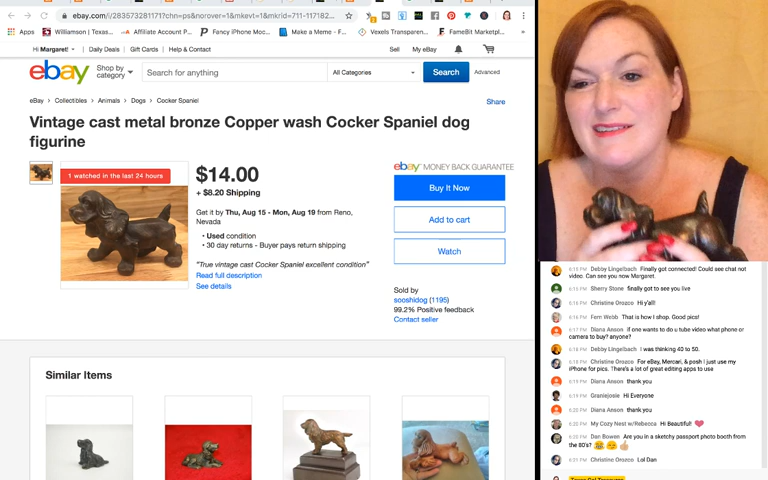 ebay.com/283573281171?chn=ps&norover=1&mkevt=1&mkrid=711-117182...
Apps
Williamson | Texas...
Affiliate Account P...
Fancy iPhone Moc...
Make a Meme - F...
Vexels Transparen...
FameBit Marketpl...
Hi Margaret!
Daily Deals
Gift Cards
Help & Contact
Sell
My eBay
ebay
Shop by
category
Search for anything
All Categories
Search
Advanced
eBay > Collectibles > Animals > Dogs > Cocker Spaniel
Share
Vintage cast metal bronze Copper wash Cocker Spaniel dog
figurine
1 watched in the last 24 hours
$14.00
+ $8.20 Shipping
Get it by Thu, Aug 15 - Mon, Aug 19 from Reno,
Nevada
• Used condition
• 30 day returns - Buyer pays return shipping
"True vintage cast Cocker Spaniel excellent condition"
Read full description
See details
ebay MONEY BACK GUARANTEE
Buy It Now
Add to cart
Watch
Sold by
sooshidog (1195)
99.2% Positive feedback
Contact seller
Similar Items
Debby Lingelbach Finally got connected! Could see chat not
video. Can see you now Margaret.
Sherry Stone finally got to see you live
6:16 PM Christine Orozco Hi y'all!
6:16 PM Fern Webb That is how I shop. Good pics!
6:17 PM Diana Anson if one wants to do u tube video what phone or
camera to buy? anyone?
6:18 PM Debby Lingelbach I was thinking 40 to 50.
Christine Orozco For eBay, Mercari, & posh I just use my
iPhone for pics. There's a lot of great editing apps to use
6:19 PM Diana Anson thank you
6:19 PM Graniejosie Hi Everyone
6:20 PM Diana Anson thank you
6:20 PM My Cozy Nest w/Rebecca Hi Beautiful!
6:20 PM Dan Bowen Are you in a sketchy passport photo booth from
the 80's?
6:21 PM Christine Orozco Lol Dan